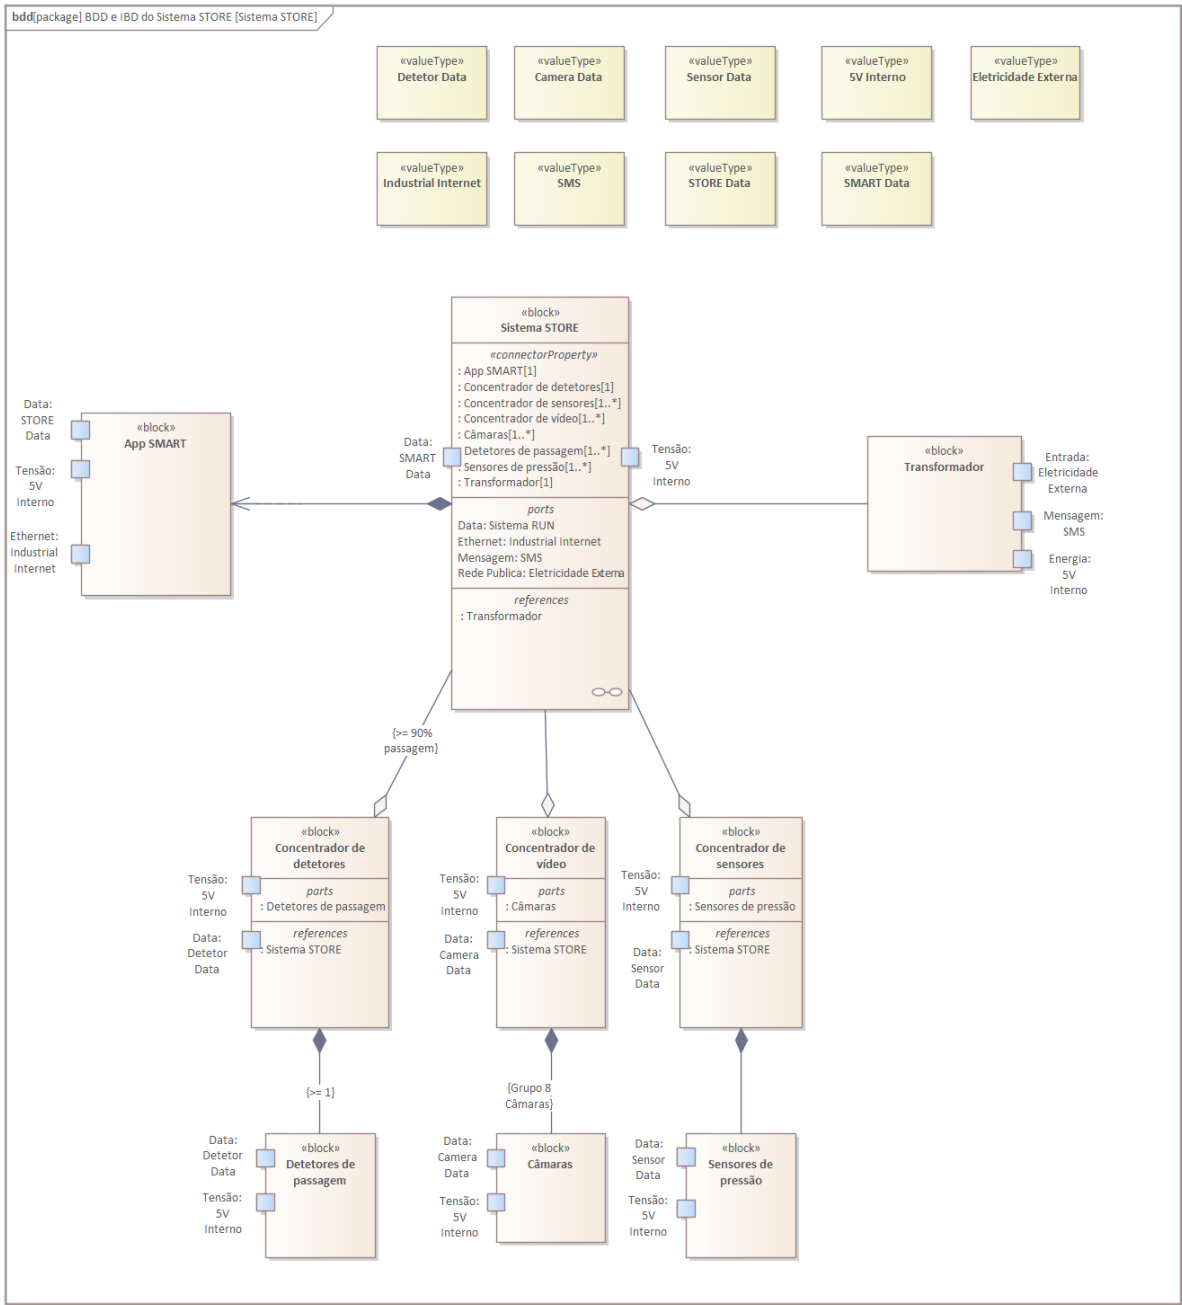 bdd[package] BDD e IBD do Sistema STORE [Sistema STORE]
«valueType»
Detetor Data
«valueType»
Camera Data
«valueType»
Sensor Data
«valueType»
5V Interno
«valueType»
Eletricidade Externa
«valueType»
Industrial Internet
«valueType»
SMS
«valueType»
STORE Data
«valueType»
SMART Data
«block»
Sistema STORE
«connectorProperty»
: App SMART[1]
: Concentrador de detetores[1]
: Concentrador de sensores[1..*]
: Concentrador de vídeo[1..*]
: Câmaras[1..*]
Detetores de passagem[1..*]
: Sensores de pressão[1..*]
: Transformador[1]
ports
Data: Sistema RUN
Ethernet: Industrial Internet
Mensagem: SMS
Rede Publica: Eletricidade Externa
references
: Transformador
Data:
SMART
Data
Tensão:
5V
Interno
Data:
STORE
Data
Tensão:
5V
Interno
Ethernet:
Industrial
Internet
«block»
App SMART
«block»
Transformador
Entrada:
Eletricidade
Externa
Mensagem:
SMS
Energia:
5V
Interno
{>= 90%
passagem}
«block»
Concentrador de
detetores
parts
: Detetores de passagem
references
: Sistema STORE
Tensão:
5V
Interno
Data:
Detetor
Data
«block»
Concentrador de
vídeo
parts
: Câmaras
references
: Sistema STORE
Tensão:
5V
Interno
Data:
Camera
Data
«block»
Concentrador de
sensores
parts
: Sensores de pressão
references
: Sistema STORE
Tensão:
5V
Interno
Data:
Sensor
Data
{>= 1}
{Grupo 8
Câmaras}
Data:
Detetor
Data
Tensão:
5V
Interno
«block»
Detetores de
passagem
Data:
Camera
Data
Tensão:
5V
Interno
«block»
Câmaras
Data:
Sensor
Data
Tensão:
5V
Interno
«block»
Sensores de
pressão